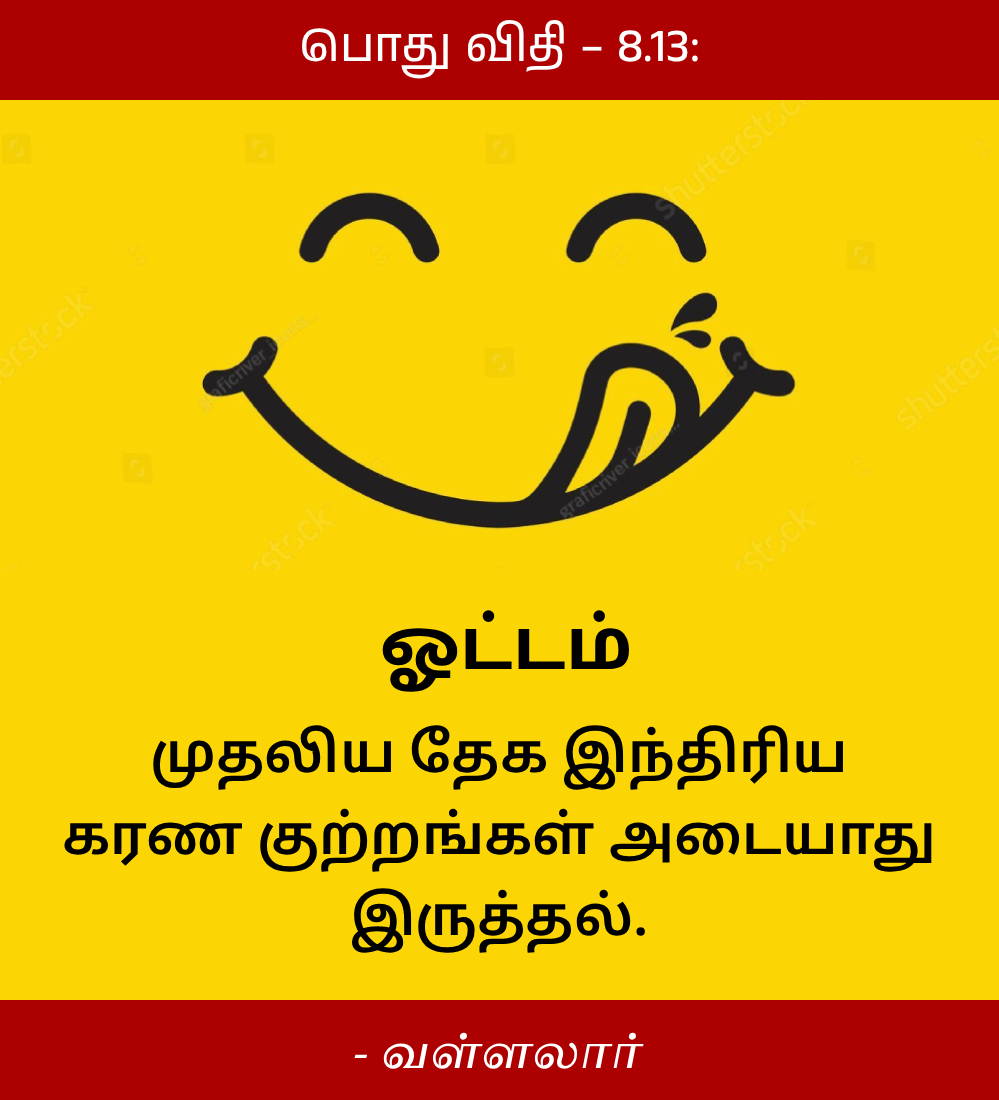 பொது விதி – 8.13:
ஓட்டம்
முதலிய தேக இந்திரிய
கரண குற்றங்கள் அடையாது
இருத்தல்.
- வள்ளலார்